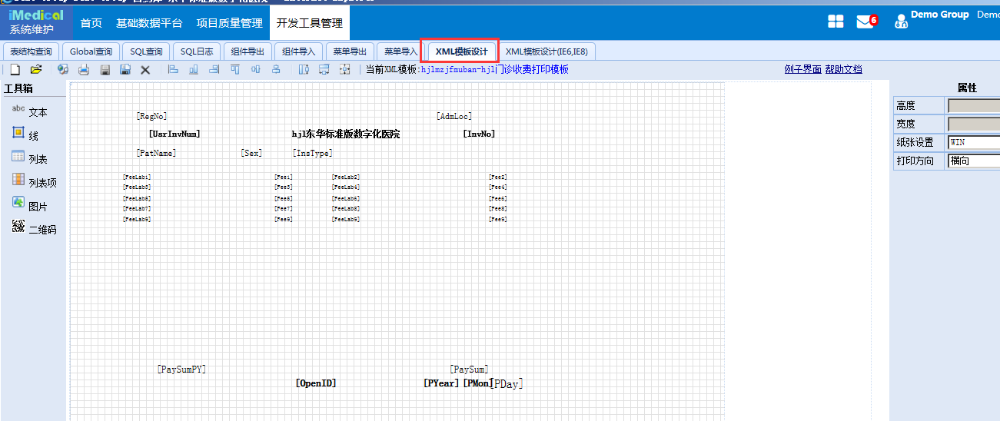 iMedical
系统维护
首页 基础数据平台 项目质量管理 开发工具管理
6
Demo Group Demo
表结构查询 Global查询 SQL查询 SQL日志 组件导出 组件导入 菜单导出 菜单导入 XML模板设计 XML模板设计(IE6,IE8)
当前XML模板:hjlmzjfmuban-hjl门诊收费打印模板 例子界面 帮助文档
工具箱
abc 文本
线
列表
列表项
图片
二维码
[RegNo] [AdmLoc]
[UsrInvNum] hjl东华标准版数字化医院 [InvNo]
[PatName] [Sex] [InsType]
[FeeLab1] [Fee1] [FeeLab2] [Fee2]
[FeeLab3] [Fee3] [FeeLab4] [Fee4]
[FeeLab5] [Fee5] [FeeLab6] [Fee6]
[FeeLab7] [Fee7] [FeeLab8] [Fee8]
[FeeLab9] [Fee9] [FeeLab9] [Fee9]
[PaySumPY] [PaySum]
[OpenID] [PYear] [PMon] [PDay]
属性
高度
宽度
纸张设置 WIN
打印方向 横向